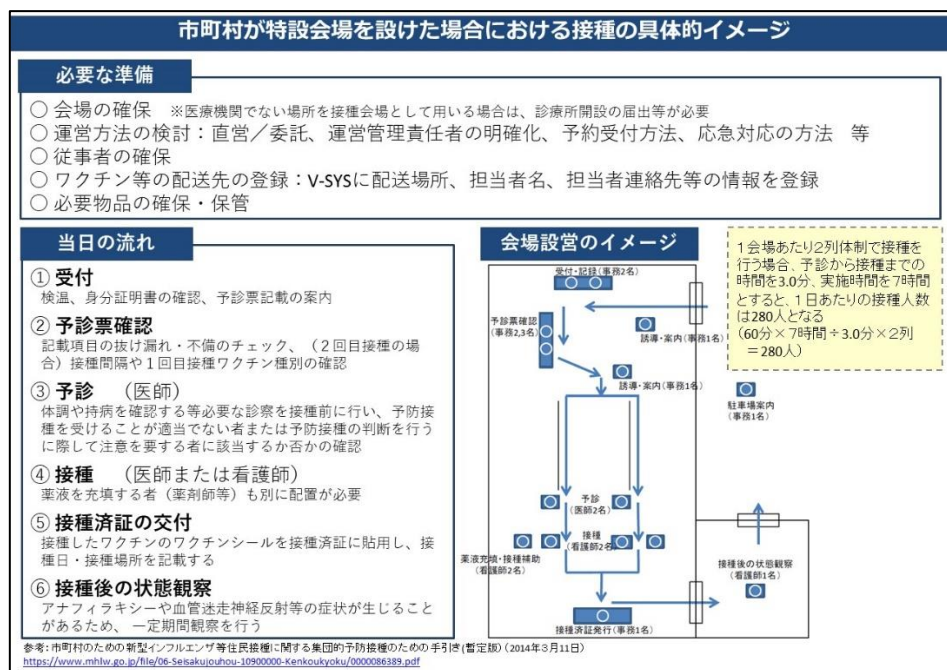 市町村が特設会場を設けた場合における接種の具体的イメージ
必要な準備
○ 会場の確保 ※医療機関でない場所を接種会場として用いる場合は、診療所開設の届出等が必要
○ 運営方法の検討：直営／委託、運営管理責任者の明確化、予約受付方法、応急対応の方法 等
○ 従事者の確保
○ ワクチン等の配送先の登録：V-SYSに配送場所、担当者名、担当者連絡先等の情報を登録
○ 必要物品の確保・保管
当日の流れ
① 受付
検温、身分証明書の確認、予診票記載の案内
② 予診票確認
記載項目の抜け漏れ・不備のチェック、（２回目接種の場
合）接種間隔や１回目接種ワクチン種別の確認
③ 予診 （医師）
体調や持病を確認する等必要な診察を接種前に行い、予防接
種を受けることが適当でない者または予防接種の判断を行う
に際して注意を要する者に該当するか否かの確認
④ 接種 （医師または看護師）
薬液を充填する者（薬剤師等）も別に配置が必要
⑤ 接種済証の交付
接種したワクチンのワクチンシールを接種済証に貼用し、接
種日・接種場所を記載する
⑥ 接種後の状態観察
アナフィラキシーや血管迷走神経反射等の症状が生じること
があるため、 一定期間観察を行う
会場設営のイメージ
受付・記録(事務2名)
予診票確認
(事務2,3名)
誘導・案内(事務1名)
誘導・案内(事務1名)
駐車場案内
(事務1名)
予診
(医師2名)
接種
(看護師2名)
薬液充填・接種補助
(看護師2名)
接種後の状態観察
(看護師1名)
接種済証発行(事務1名)
１会場あたり２列体制で接種を
行う場合、予診から接種までの
時間を3.0分、実施時間を７時間
とすると、１日あたりの接種人数
は280人となる
(60分×７時間÷3.0分×２列
＝280人)
参考：市町村のための新型インフルエンザ等住民接種に関する集団的予防接種のための手引き(暫定版)（2014年３月11日）
https://www.mhlw.go.jp/file/06-Seisakujouhou-10900000-Kenkoukyoku/0000086389.pdf